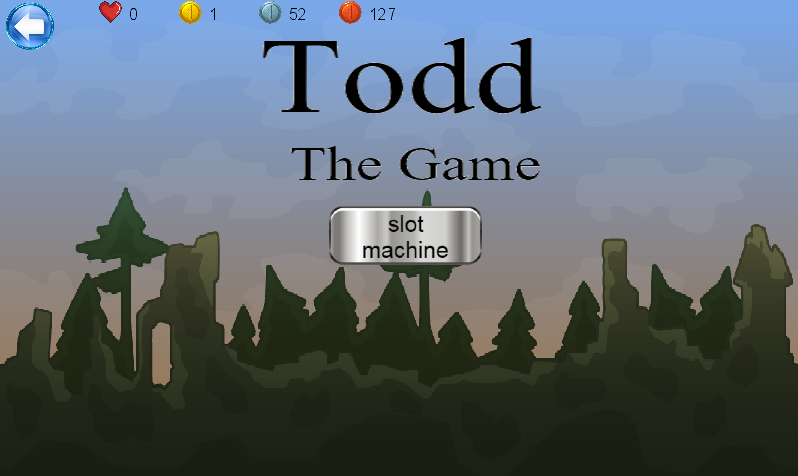 0 1 52 127
Todd
The Game
slot
machine